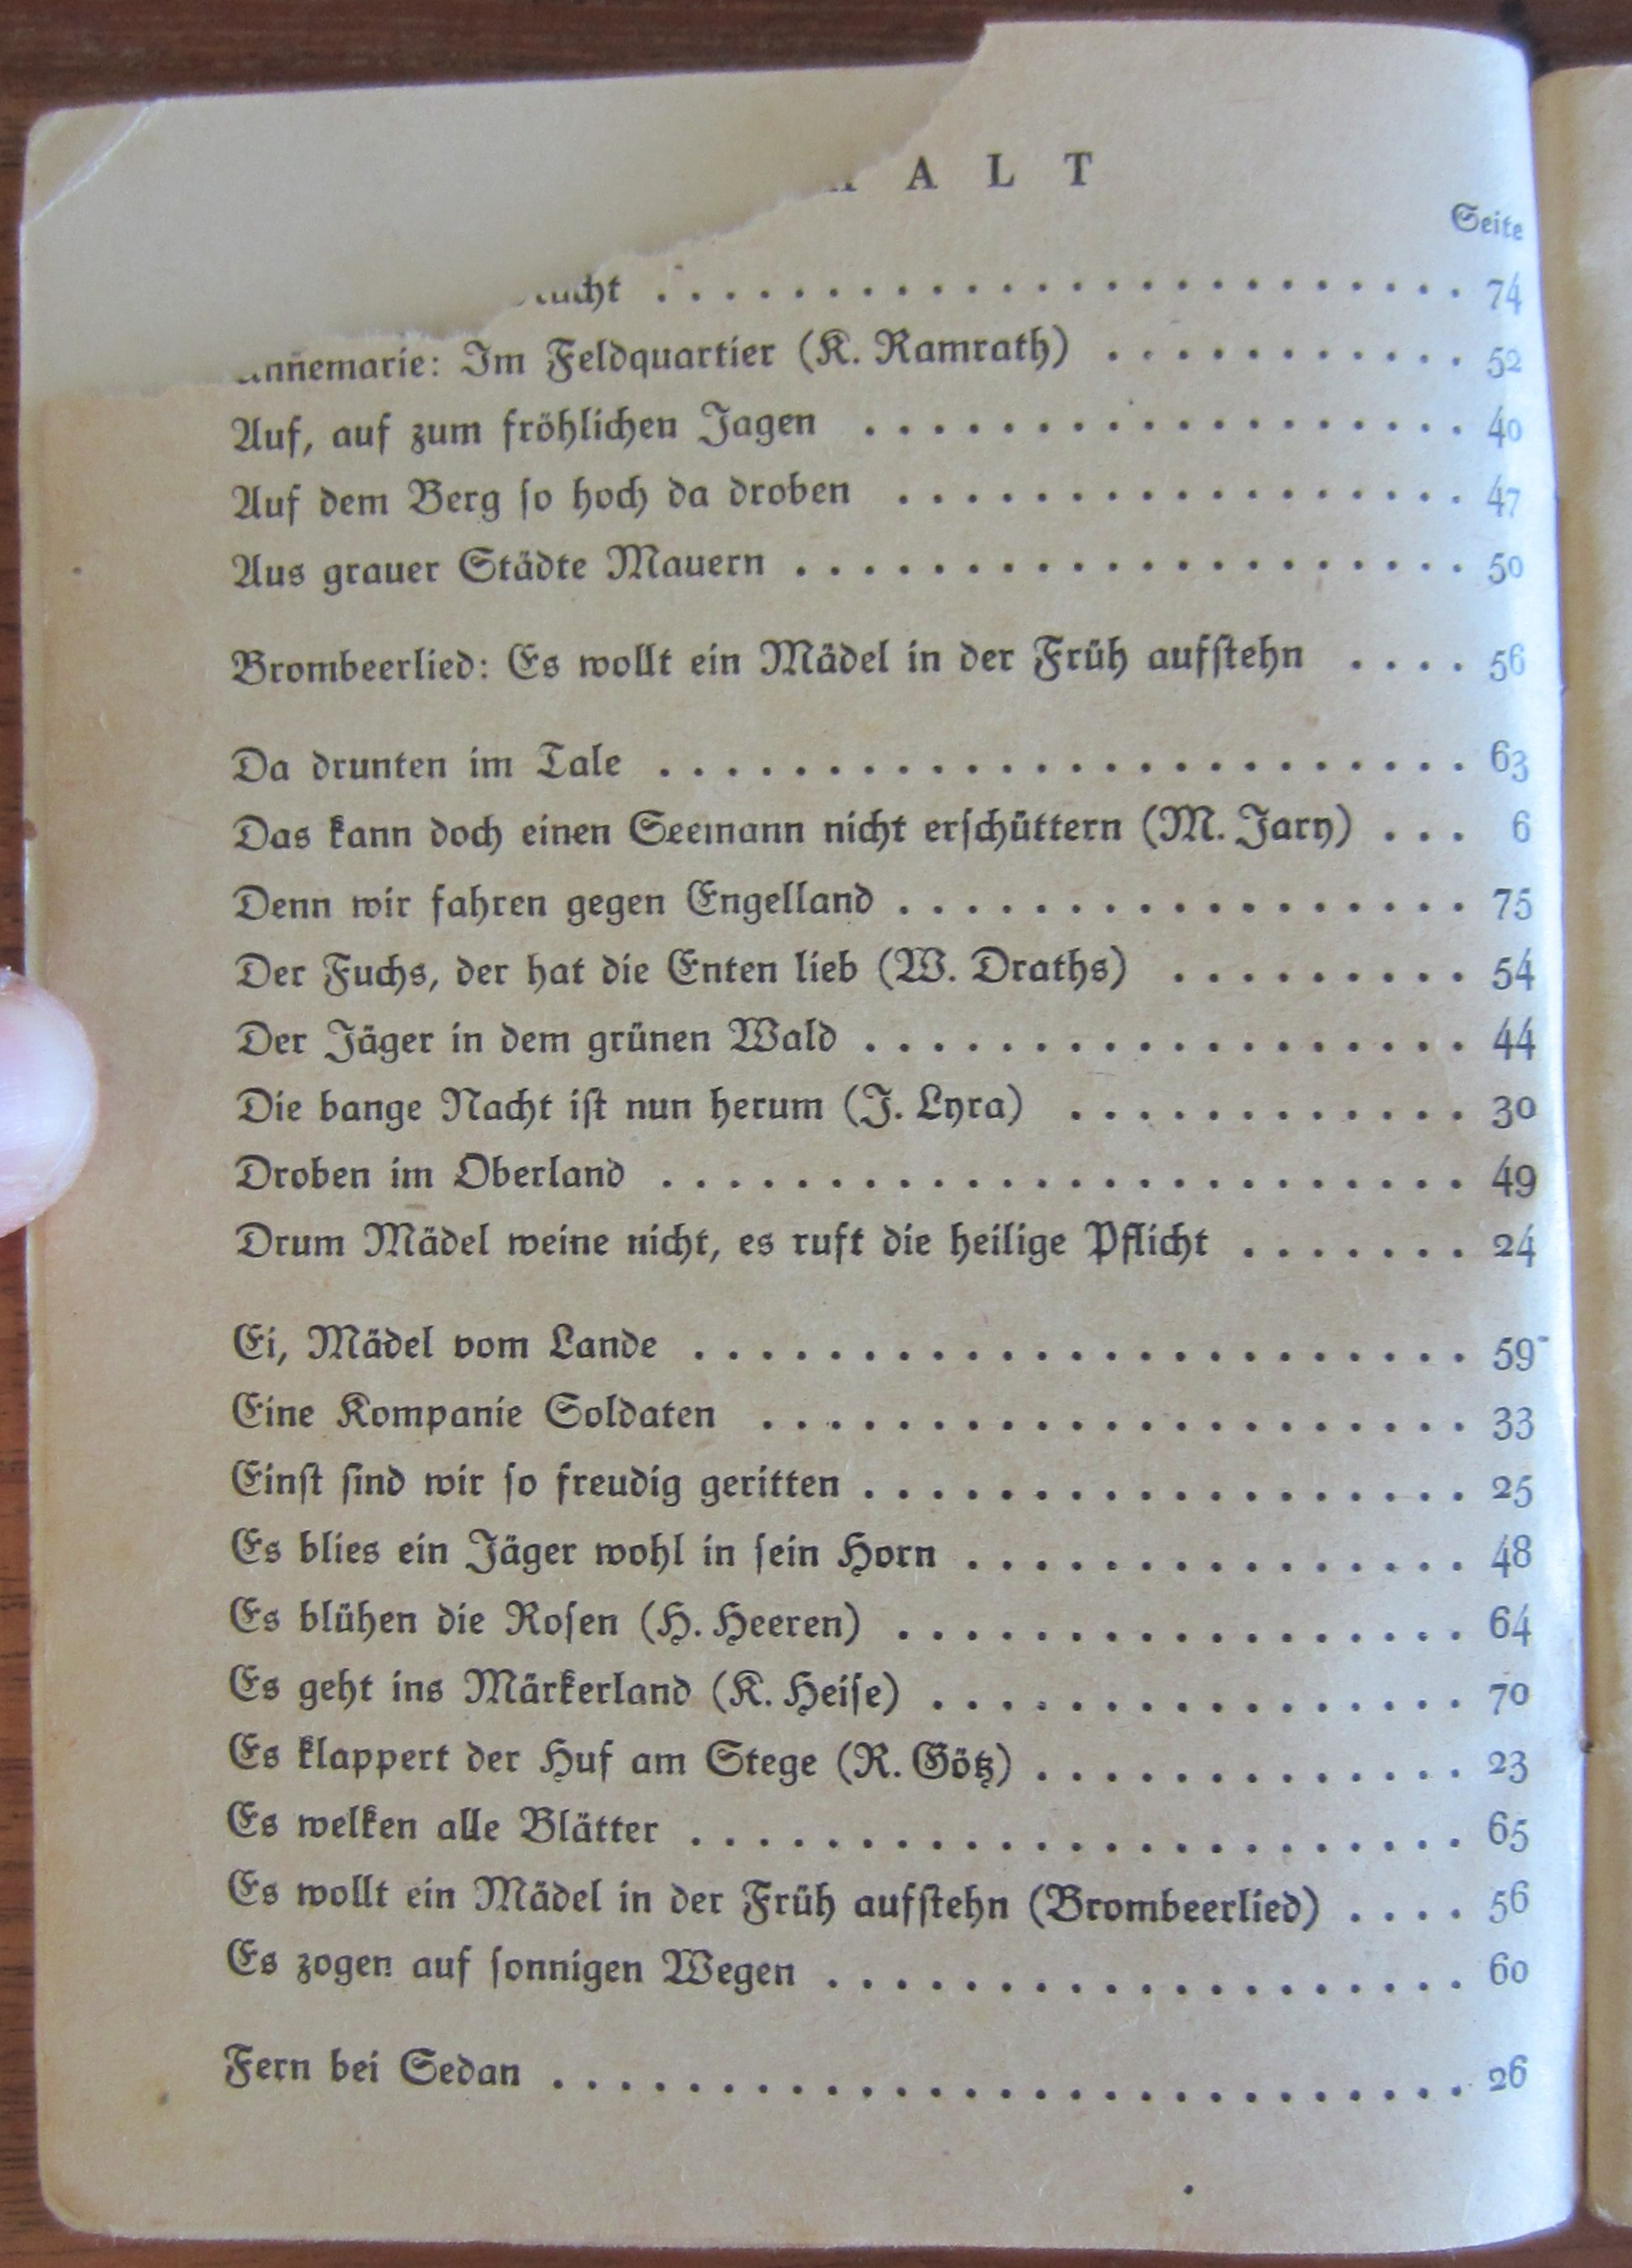 A L T
Seite
. . . . . . . . . . . . . . . . . . . . . . . . 74
Im Feldquartier (K. Ramrath) . . . . . . . . . . . 52
Auf, auf zum fröhlichen Jagen . . . . . . . . . . . . . . . . . . 40
Auf dem Berg ſo hoch da droben . . . . . . . . . . . . . . . . . 47
Aus grauer Städte Mauern . . . . . . . . . . . . . . . . . . . . 50
Brombeerlied: Es wollt ein Mädel in der Früh aufſtehn . . . . 56
Da drunten im Tale . . . . . . . . . . . . . . . . . . . . . . . . 63
Das kann doch einen Seemann nicht erſchüttern (M. Jary) . . . 6
Denn wir fahren gegen Engelland . . . . . . . . . . . . . . . . . 75
Der Fuchs, der hat die Enten lieb (W. Draths) . . . . . . . . . 54
Der Jäger in dem grünen Wald . . . . . . . . . . . . . . . . . . 44
Die bange Nacht iſt nun herum (J. Lyra) . . . . . . . . . . . . 30
Droben im Oberland . . . . . . . . . . . . . . . . . . . . . . . . 49
Drum Mädel weine nicht, es ruft die heilige Pflicht . . . . . . . 24
Ei, Mädel vom Lande . . . . . . . . . . . . . . . . . . . . . . . 59
Eine Kompanie Soldaten . . . . . . . . . . . . . . . . . . . . . 33
Einſt ſind wir ſo freudig geritten . . . . . . . . . . . . . . . . . . 25
Es blies ein Jäger wohl in ſein Horn . . . . . . . . . . . . . . . 48
Es blühen die Roſen (H. Heeren) . . . . . . . . . . . . . . . . . 64
Es geht ins Märkerland (K. Heiſe) . . . . . . . . . . . . . . . . 70
Es klappert der Huf am Stege (R. Götz) . . . . . . . . . . . . . 23
Es welken alle Blätter . . . . . . . . . . . . . . . . . . . . . . . 65
Es wollt ein Mädel in der Früh aufſtehn (Brombeerlied) . . . . 56
Es zogen auf ſonnigen Wegen . . . . . . . . . . . . . . . . . . . 60
Fern bei Sedan . . . . . . . . . . . . . . . . . . . . . . . . . . . 26